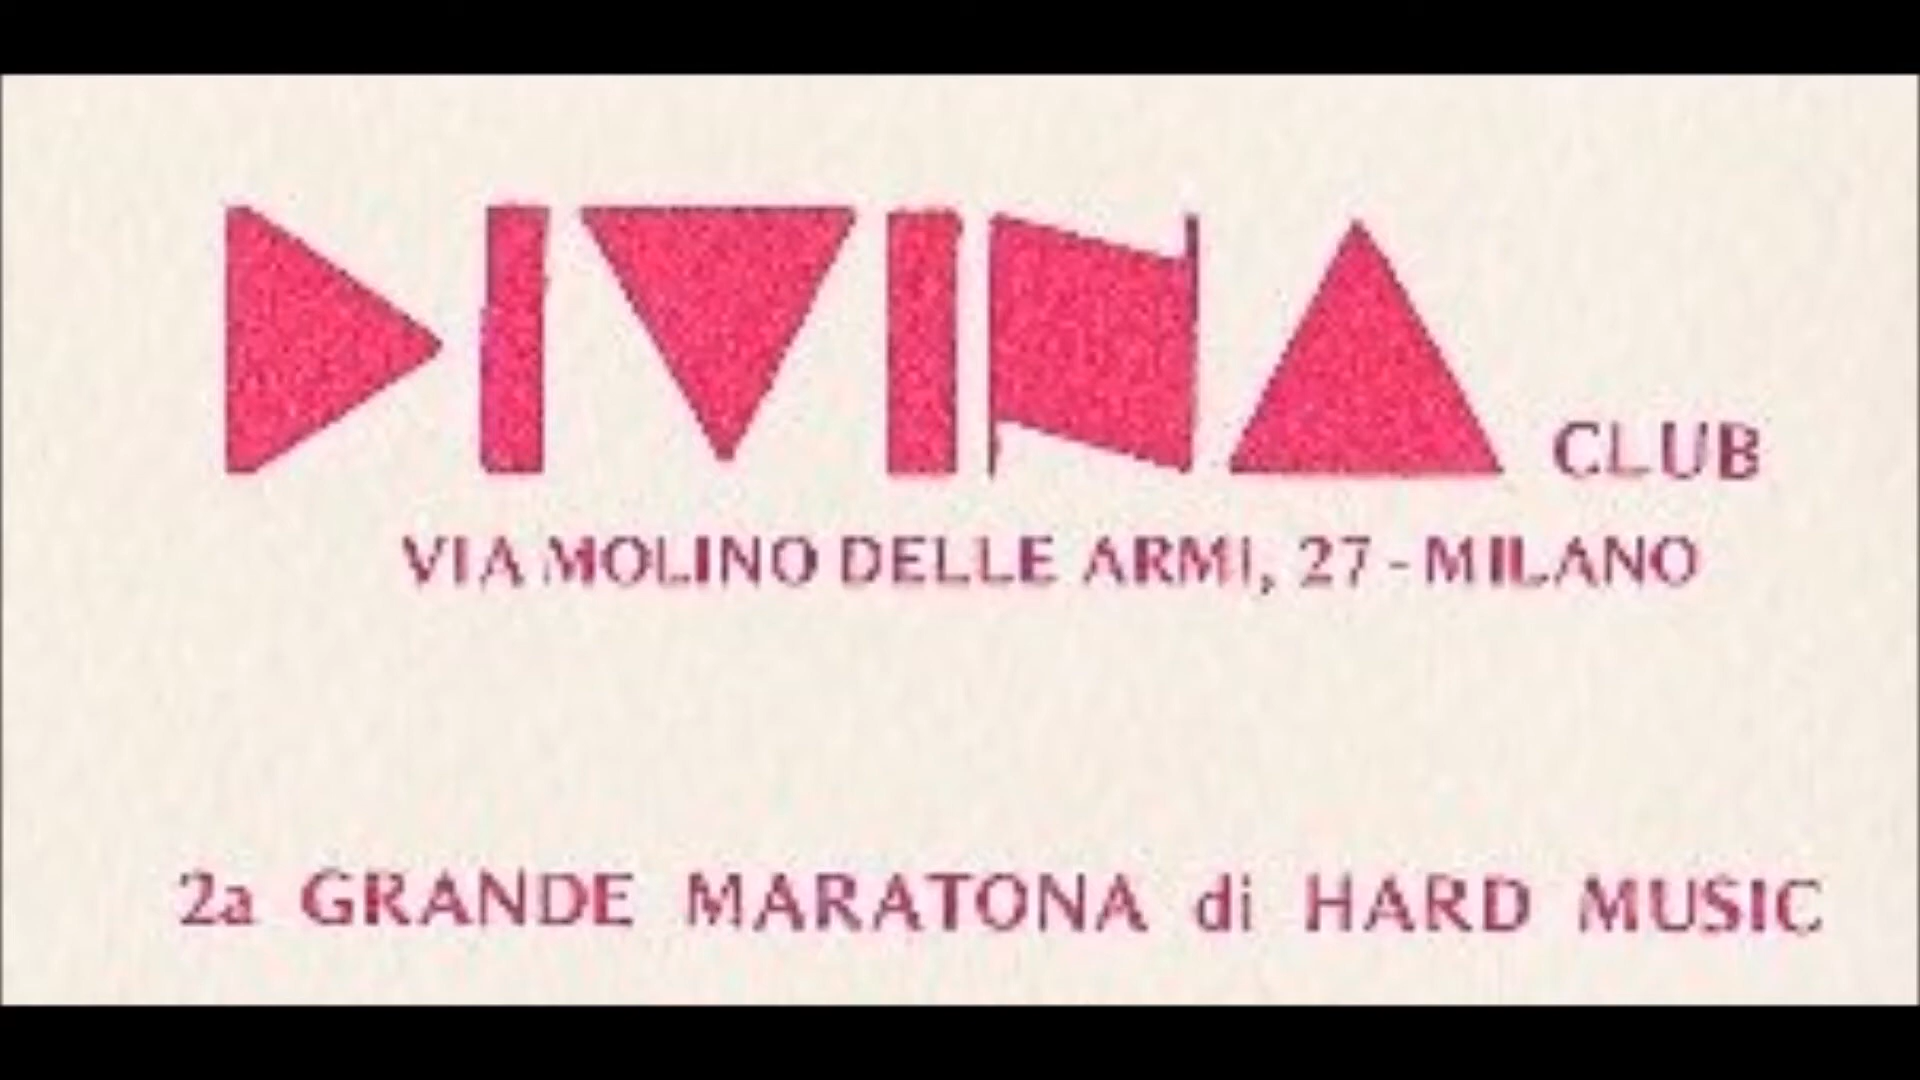 DIVINA CLUB
VIA MOLINO DELLE ARMI, 27 - MILANO
2a GRANDE MARATONA di HARD MUSIC